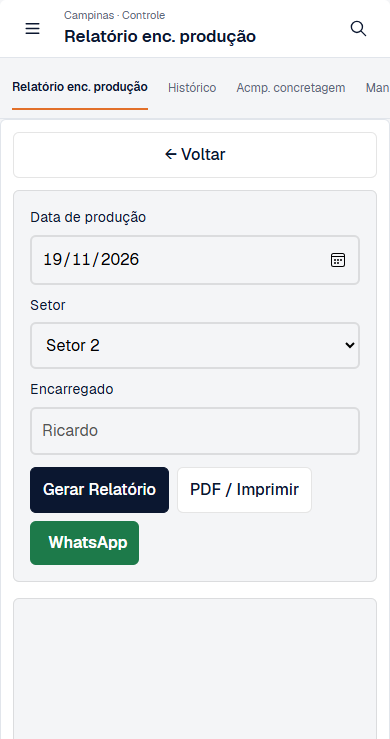 Campinas · Controle
Relatório enc. produção
Relatório enc. produção Histórico Acmp. concretagem Man
← Voltar
Data de produção
19/11/2026
Setor
Setor 2
Encarregado
Ricardo
Gerar Relatório PDF / Imprimir
WhatsApp